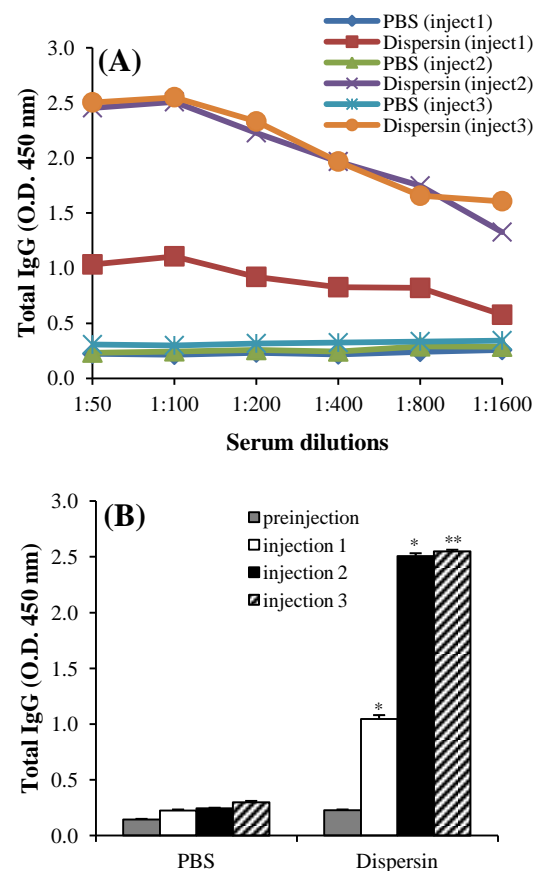 PBS (inject1)
Dispersin (inject1)
PBS (inject2)
Dispersin (inject2)
PBS (inject3)
Dispersin (inject3)
(A)
3.0
2.5
2.0
1.5
1.0
0.5
0.0
Total IgG (O.D. 450 nm)
1:50 1:100 1:200 1:400 1:800 1:1600
Serum dilutions
(B)
preinjection
injection 1
injection 2
injection 3
3.0
2.5
2.0
1.5
1.0
0.5
0.0
Total IgG (O.D. 450 nm)
* * **
PBS Dispersin